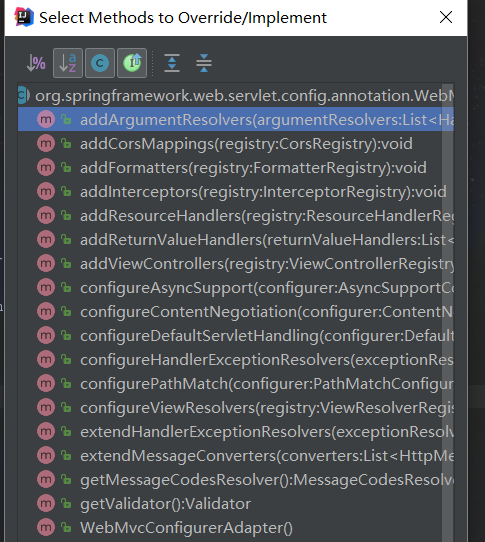 Select Methods to Override/Implement
org.springframework.web.servlet.config.annotation.WebM
addArgumentResolvers(argumentResolvers:List<Ha
addCorsMappings(registry:CorsRegistry):void
addFormatters(registry:FormatterRegistry):void
addInterceptors(registry:InterceptorRegistry):void
addResourceHandlers(registry:ResourceHandlerReg
addReturnValueHandlers(returnValueHandlers:List<
addViewControllers(registry:ViewControllerRegistry
configureAsyncSupport(configurer:AsyncSupportCo
configureContentNegotiation(configurer:ContentN
configureDefaultServletHandling(configurer:Default
configureHandlerExceptionResolvers(exceptionRes
configurePathMatch(configurer:PathMatchConfigur
configureViewResolvers(registry:ViewResolverRegis
extendHandlerExceptionResolvers(exceptionResolv
extendMessageConverters(converters:List<HttpMe
getMessageCodesResolver():MessageCodesResolve
getValidator():Validator
WebMvcConfigurerAdapter()